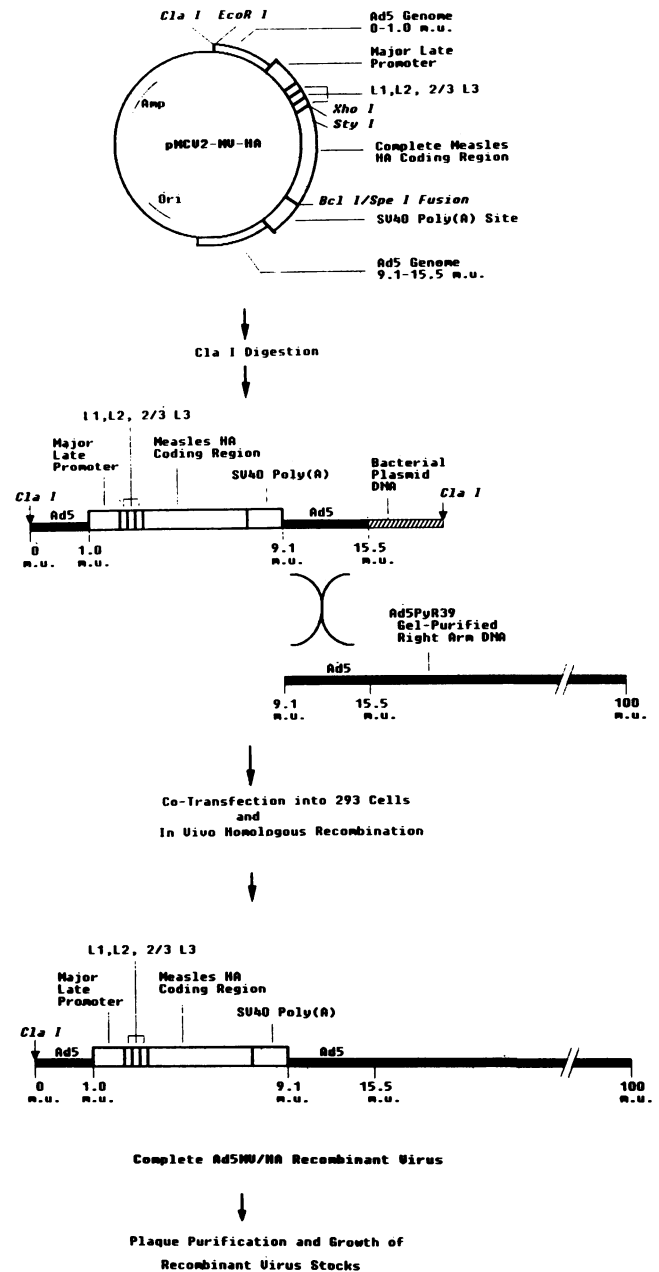 Cla I EcoR I
Ad5 Genome
0-1.0 m.u.
Major Late
Promoter
L1,L2, 2/3 L3
Xho I
Sty I
Amp
pMCV2-MV-HA
Complete Measles
HA Coding Region
Ori
Bcl I/Spe I Fusion
SV40 Poly(A) Site
Ad5 Genome
9.1-15.5 m.u.
Cla I Digestion
L1,L2, 2/3 L3
Major
Late
Promoter
Measles HA
Coding Region
SV40 Poly(A)
Bacterial
Plasmid
DNA
Cla I
Cla I
Ad5
Ad5
0
m.u.
1.0
m.u.
9.1
m.u.
15.5
m.u.
Ad5PyR39
Gel-Purified
Right Arm DNA
Ad5
9.1
m.u.
15.5
m.u.
100
m.u.
Co-Transfection into 293 Cells
and
In Vivo Homologous Recombination
L1,L2, 2/3 L3
Major
Late
Promoter
Measles HA
Coding Region
SV40 Poly(A)
Cla I
Ad5
Ad5
0
m.u.
1.0
m.u.
9.1
m.u.
15.5
m.u.
100
m.u.
Complete Ad5MV/HA Recombinant Virus
Plaque Purification and Growth of
Recombinant Virus Stocks